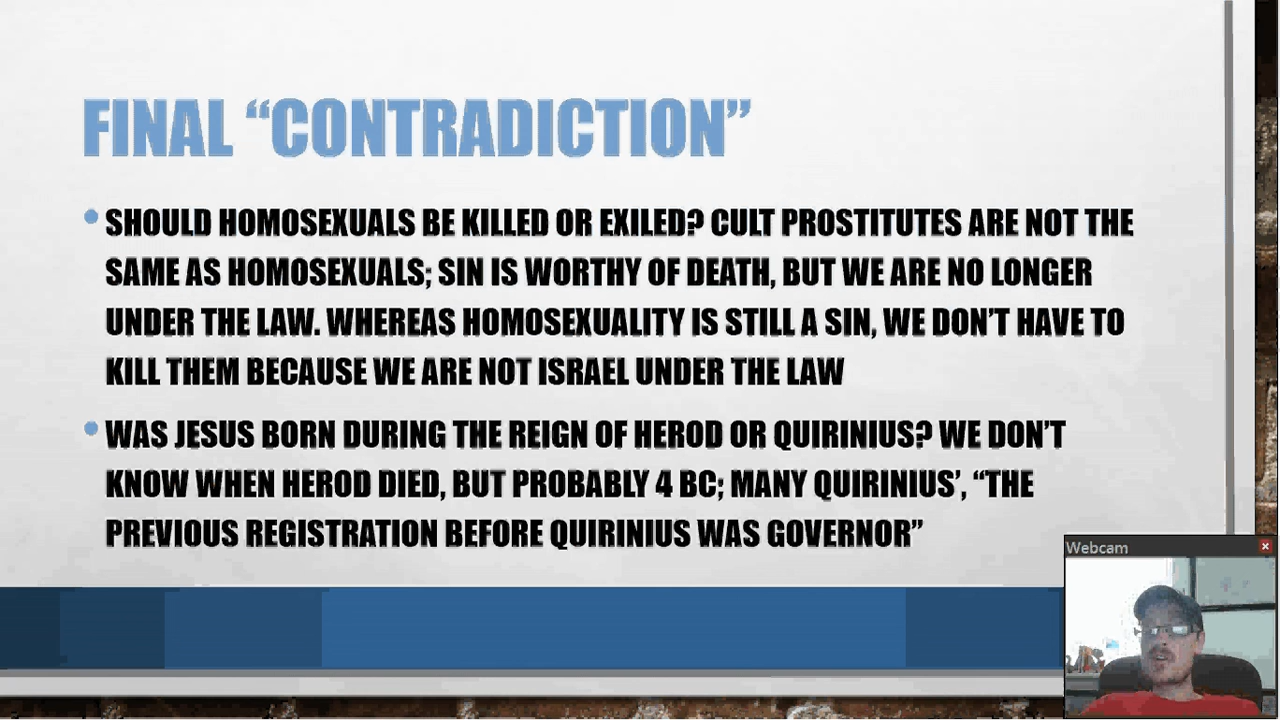 FINAL “CONTRADICTION”
SHOULD HOMOSEXUALS BE KILLED OR EXILED? CULT PROSTITUTES ARE NOT THE
SAME AS HOMOSEXUALS; SIN IS WORTHY OF DEATH, BUT WE ARE NO LONGER
UNDER THE LAW. WHEREAS HOMOSEXUALITY IS STILL A SIN, WE DON’T HAVE TO
KILL THEM BECAUSE WE ARE NOT ISRAEL UNDER THE LAW
WAS JESUS BORN DURING THE REIGN OF HEROD OR QUIRINIUS? WE DON’T
KNOW WHEN HEROD DIED, BUT PROBABLY 4 BC; MANY QUIRINIUS’, “THE
PREVIOUS REGISTRATION BEFORE QUIRINIUS WAS GOVERNOR”
Webcam